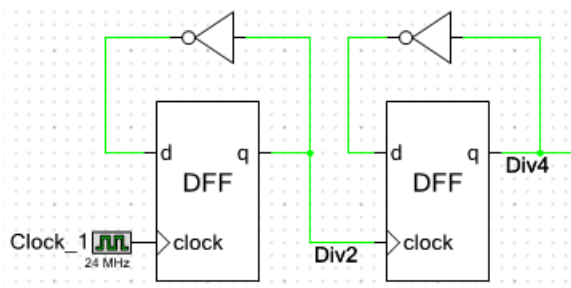 d q
DFF
Clock_1
24 MHz
clock
Div2
d q
DFF
Div4
clock